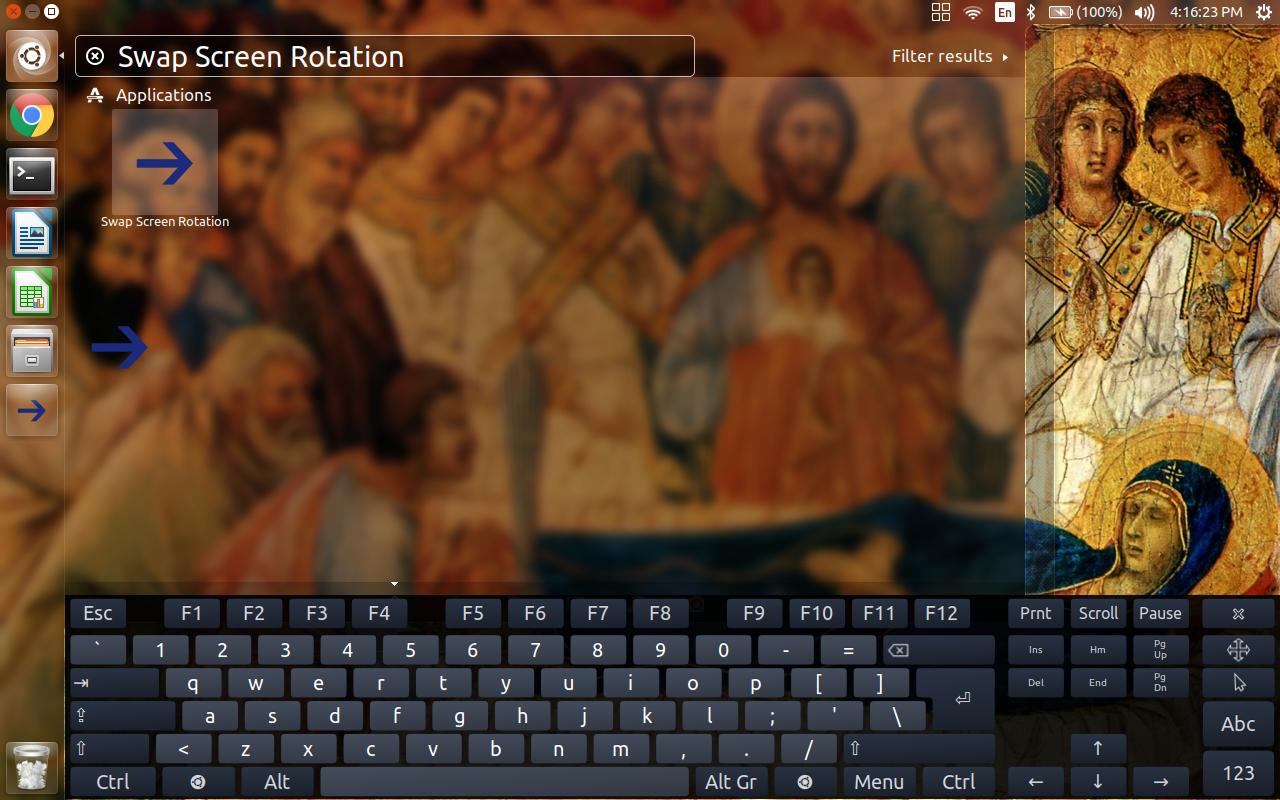 En (100%) 4:16:23 PM
Swap Screen Rotation Filter results
Applications
Swap Screen Rotation
Esc F1 F2 F3 F4 F5 F6 F7 F8 F9 F10 F11 F12 Prnt Scroll Pause
` 1 2 3 4 5 6 7 8 9 0 - = Ins Hm Pg Up
q w e r t y u i o p [ ] Del End Pg Dn
a s d f g h j k l ; ' \ Abc
< z x c v b n m , . /
Ctrl Alt Alt Gr Menu Ctrl 123